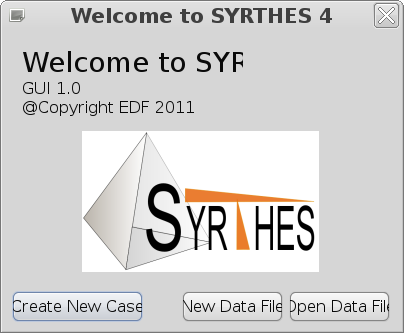 Welcome to SYRTHES 4
Welcome to SYR
GUI 1.0
@Copyright EDF 2011
SYRTHES
Create New Case
New Data File
Open Data File